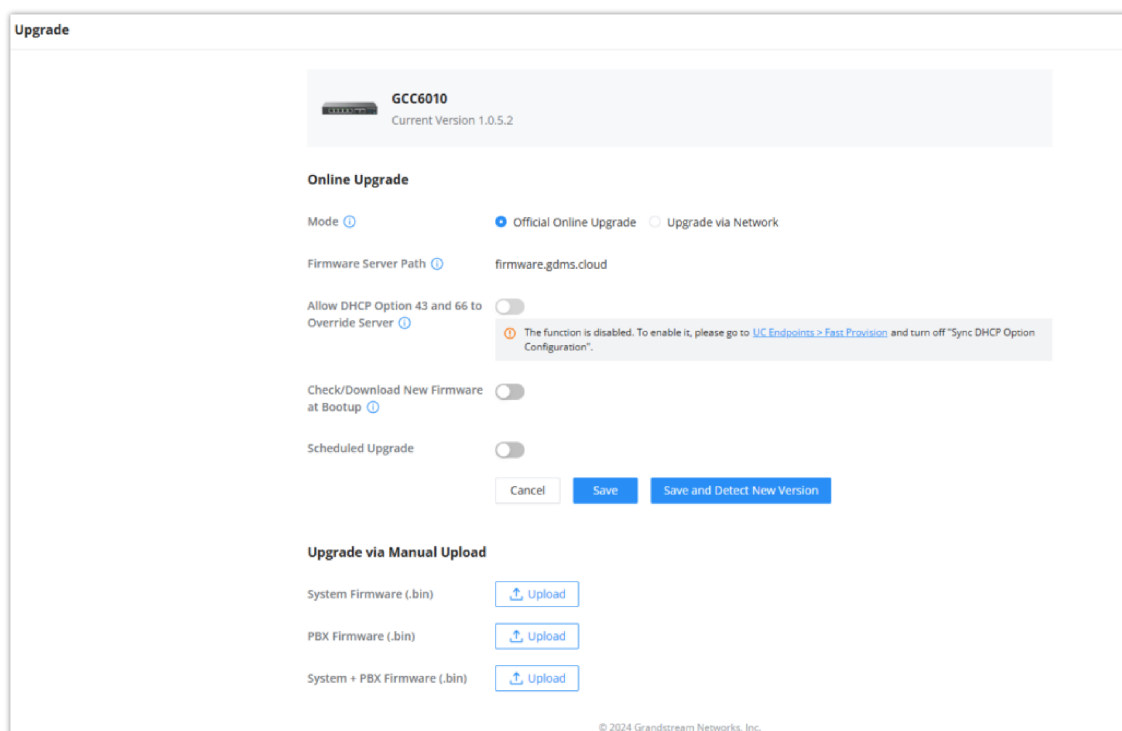 Upgrade
GCC6010
Current Version 1.0.5.2
Online Upgrade
Mode
Official Online Upgrade
Upgrade via Network
Firmware Server Path
firmware.gdms.cloud
Allow DHCP Option 43 and 66 to
Override Server
The function is disabled. To enable it, please go to UC Endpoints > Fast Provision and turn off "Sync DHCP Option
Configuration".
Check/Download New Firmware
at Bootup
Scheduled Upgrade
Cancel
Save
Save and Detect New Version
Upgrade via Manual Upload
System Firmware (.bin)
Upload
PBX Firmware (.bin)
Upload
System + PBX Firmware (.bin)
Upload
© 2024 Grandstream Networks, Inc.